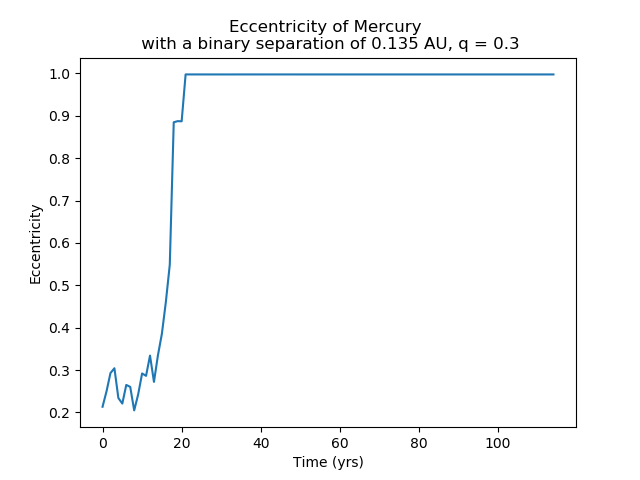 Eccentricity of Mercury
with a binary separation of 0.135 AU, q = 0.3
1.0
0.9
0.8
0.7
0.6
0.5
0.4
0.3
0.2
Eccentricity
0 20 40 60 80 100
Time (yrs)